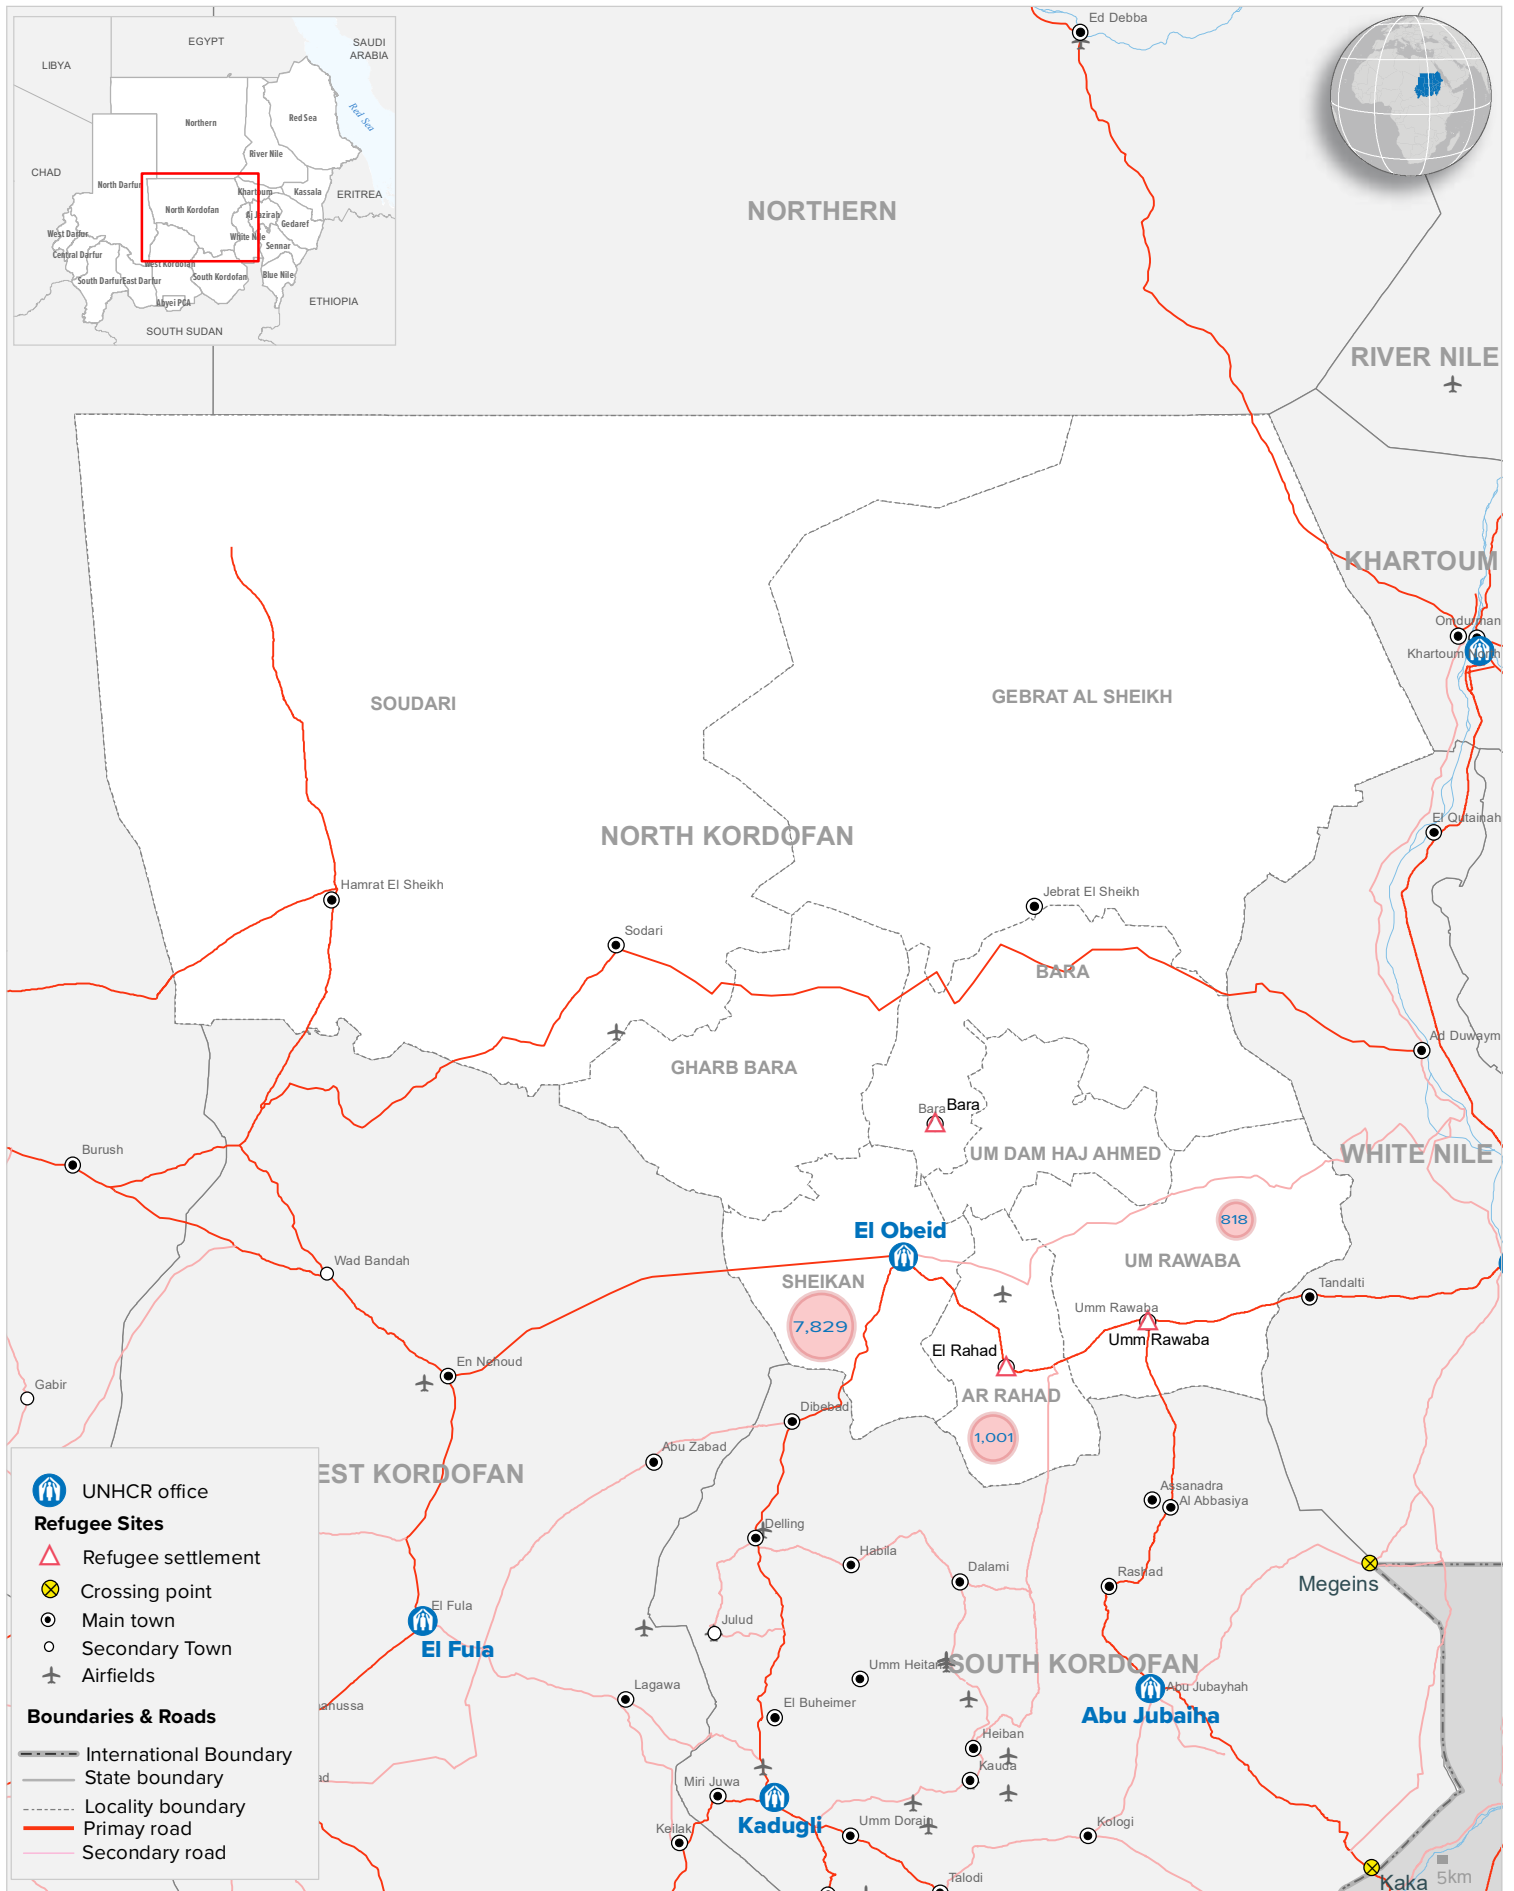 Ed Debba
EGYPT
SAUDI
ARABIA
LIBYA
Red Sea
Northern
Red Sea
River Nile
CHAD
North Darfur
Khartoum
Kassala
ERITREA
North Kordofan
Aj Jazirah
Gedaref
West Darfur
White Nile
Sennar
Central Darfur
West Kordofan
South Darfur
East Darfur
South Kordofan
Blue Nile
Abyei PCA
ETHIOPIA
SOUTH SUDAN
NORTHERN
RIVER NILE
KHARTOUM
Omdurman
Khartoum North
SOUDARI
GEBRAT AL SHEIKH
El Qutainah
NORTH KORDOFAN
Hamrat El Sheikh
Jebrat El Sheikh
Sodari
BARA
Ad Duwaym
GHARB BARA
Bara
Bara
Burush
UM DAM HAJ AHMED
WHITE NILE
818
El Obeid
Wad Bandah
UM RAWABA
SHEIKAN
Tandalti
7,829
Umm Rawaba
Umm Rawaba
El Rahad
En Nehoud
Gabir
AR RAHAD
Dibebad
1,001
Abu Zabad
EST KORDOFAN
Assanadra
Al Abbasiya
Delling
Habila
Dalami
Rashad
Megeins
El Fula
El Fula
Julud
Umm Heitan
SOUTH KORDOFAN
Lagawa
Abu Jubayhah
Abu Jubaiha
anussa
El Buheimer
Heiban
Kauda
ad
Miri Juwa
Kadugli
Keilak
Umm Dorain
Kologi
Talodi
Kaka
5km
UNHCR office
Refugee Sites
Refugee settlement
Crossing point
Main town
Secondary Town
Airfields
Boundaries & Roads
International Boundary
State boundary
Locality boundary
Primay road
Secondary road